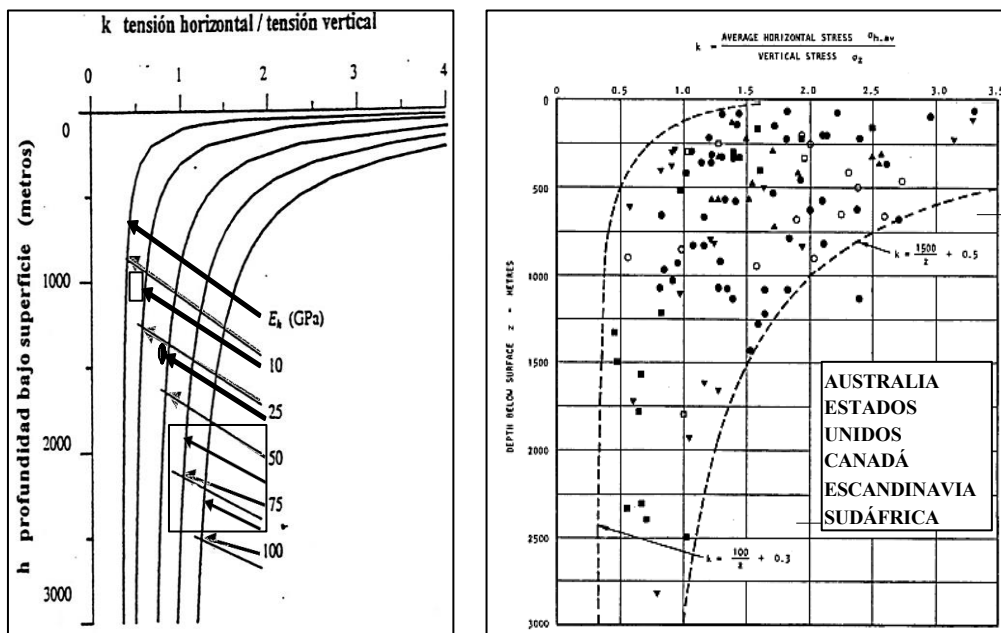 k tensión horizontal / tensión vertical
0 1 2 3 4
h profundidad bajo superficie (metros)
0
1000
2000
3000
E_h (GPa)
10
25
50
75
100
k = AVERAGE HORIZONTAL STRESS σh.av
VERTICAL STRESS σz
0 0.5 1.0 1.5 2.0 2.5 3.0 3.5
DEPTH BELOW SURFACE z - METRES
0
500
1000
1500
2000
2500
3000
k = 1500/z + 0.5
AUSTRALIA
ESTADOS
UNIDOS
CANADÁ
ESCANDINAVIA
SUDÁFRICA
k = 100/z + 0.3